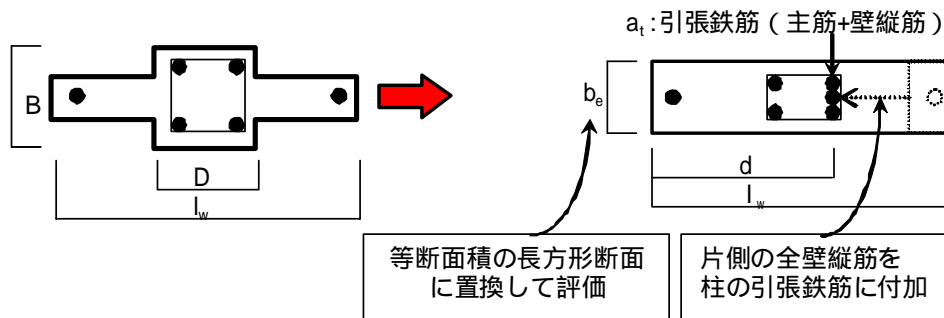 aₜ:引張鉄筋（主筋+壁縦筋）
B
D
lw
bₑ
d
lw
等断面積の長方形断面
に置換して評価
片側の全壁縦筋を
柱の引張鉄筋に付加